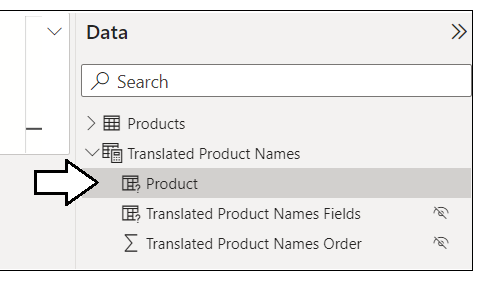 Data
Search
Products
Translated Product Names
Product
Translated Product Names Fields
Translated Product Names Order